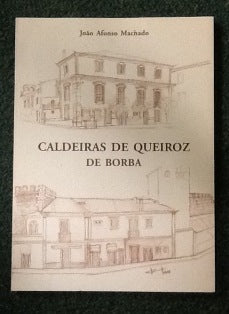 João Afonso Machado
CALDEIRAS DE QUEIROZ
DE BORBA